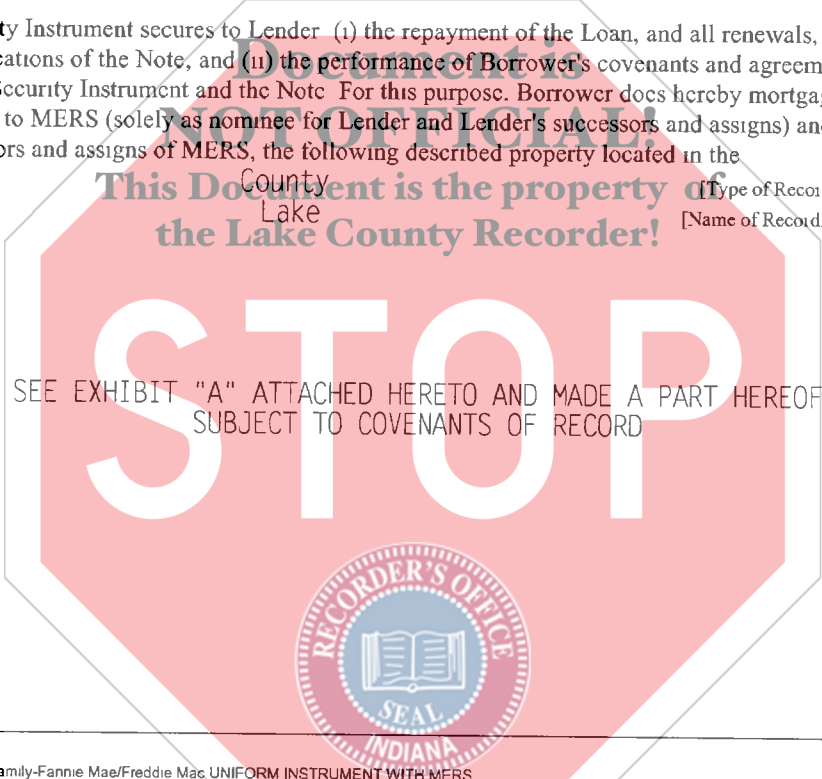 ty Instrument secures to Lender (i) the repayment of the Loan, and all renewals,
cations of the Note, and (ii) the performance of Borrower's covenants and agreem
Security Instrument and the Note For this purpose. Borrower does hereby mortga
to MERS (solely as nominee for Lender and Lender's successors and assigns) an
ors and assigns of MERS, the following described property located in the
County [Type of Recor
Lake [Name of Record
Document is
NOT OFFICIAL!
This Document is the property of
the Lake County Recorder!
STOP
SEE EXHIBIT "A" ATTACHED HERETO AND MADE A PART HEREOF
SUBJECT TO COVENANTS OF RECORD
RECORDER'S OFFICE
SEAL
INDIANA
amily-Fannie Mae/Freddie Mac UNIFORM INSTRUMENT WITH MERS